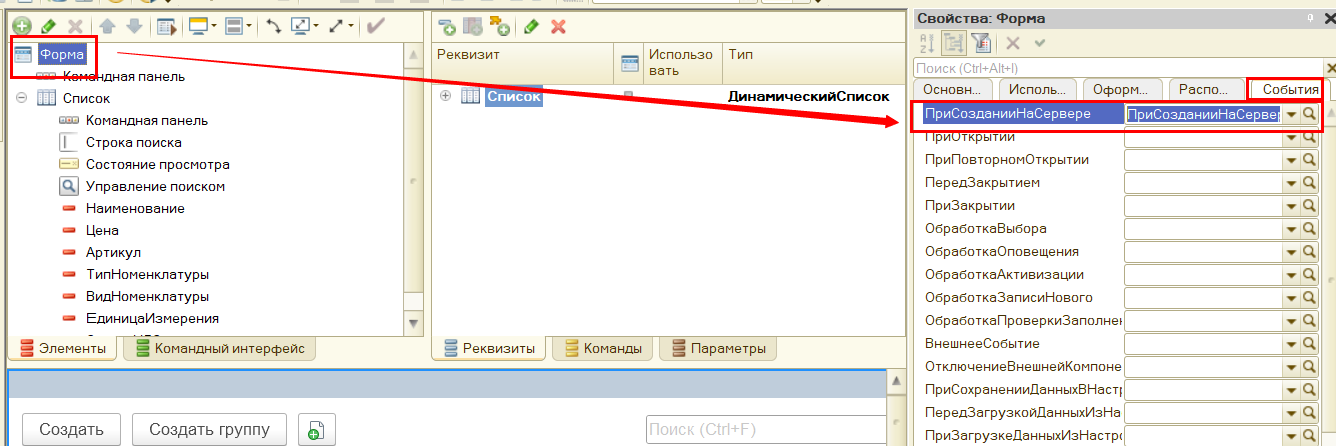 Форма
Командная панель
Список
Командная панель
Строка поиска
Состояние просмотра
Управление поиском
Наименование
Цена
Артикул
ТипНоменклатуры
ВидНоменклатуры
ЕдиницаИзмерения
Элементы
Командный интерфейс
Реквизит
Использовать
Тип
Список
ДинамическийСписок
Реквизиты
Команды
Параметры
Создать
Создать группу
Поиск (Ctrl+F)
Свойства: Форма
Поиск (Ctrl+Alt+I)
Основн...
Исполь...
Оформ...
Распо...
События
ПриСозданииНаСервере
ПриСозданииНаСервер
ПриОткрытии
ПриПовторномОткрытии
ПередЗакрытием
ПриЗакрытии
ОбработкаВыбора
ОбработкаОповещения
ОбработкаАктивизации
ОбработкаЗаписиНового
ОбработкаПроверкиЗаполнен
ВнешнееСобытие
ОтключениеВнешнейКомпоне
ПриСохраненииДанныхВНастр
ПередЗагрузкойДанныхИзНа
ПриЗагрузкеДанныхИзНастро